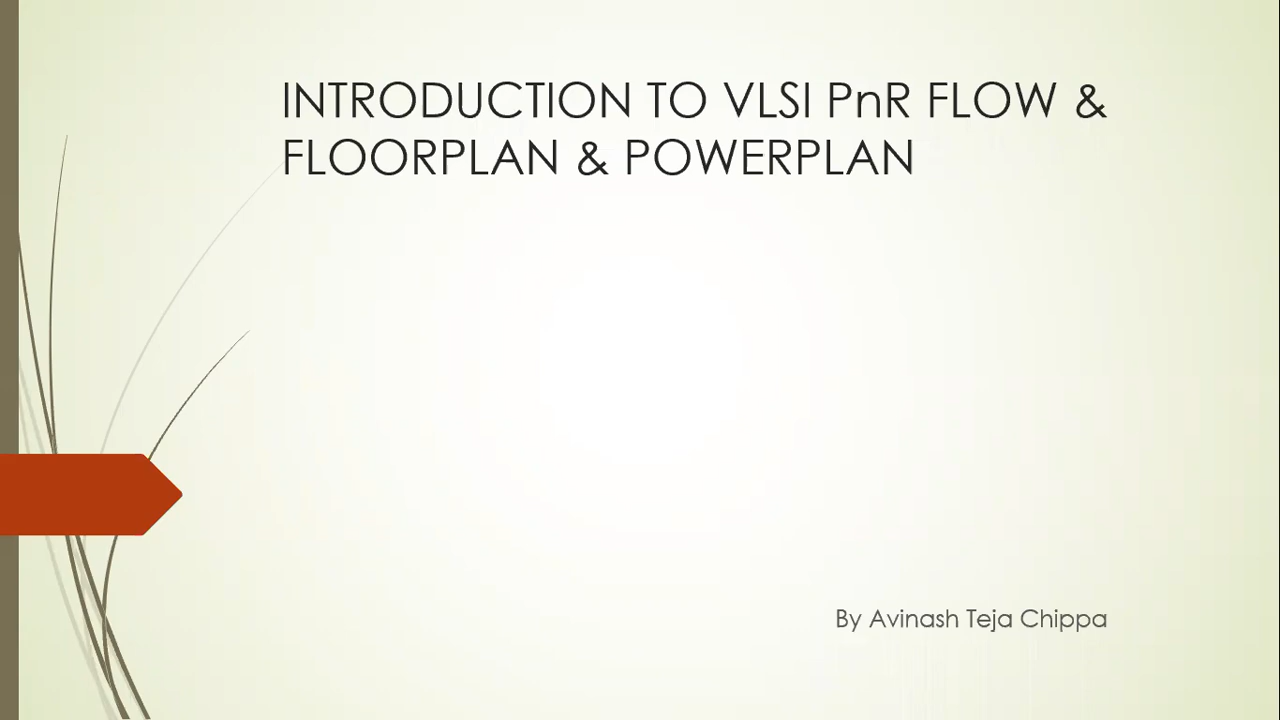 INTRODUCTION TO VLSI PnR FLOW &
FLOORPLAN & POWERPLAN
By Avinash Teja Chippa